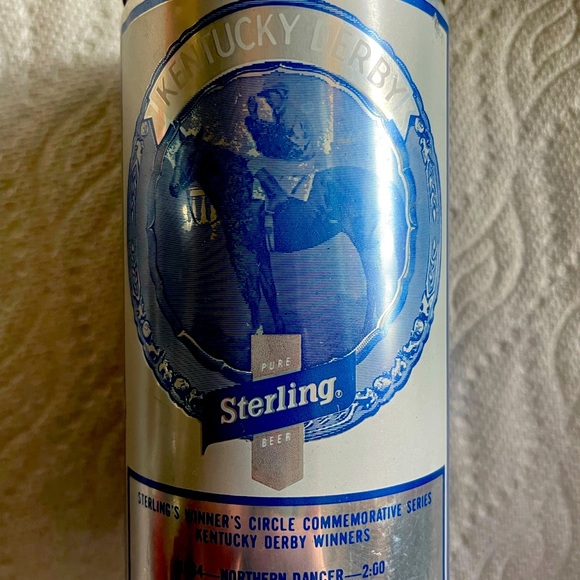 KENTUCKY DERBY
PURE
Sterling®
BEER
STERLING'S WINNER'S CIRCLE COMMEMORATIVE SERIES
KENTUCKY DERBY WINNERS
—NORTHERN DANCER—2:00